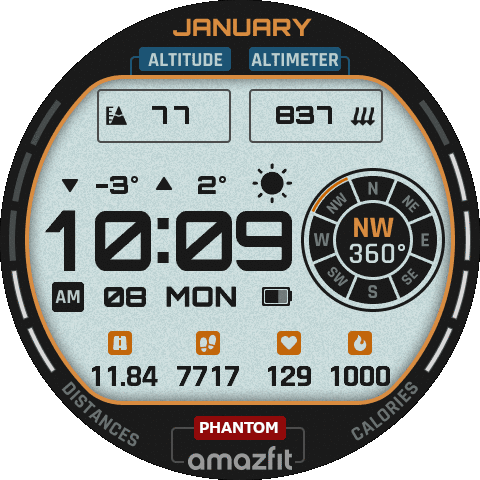 JANUARY
ALTITUDE ALTIMETER
77 837
-3° 2°
10:09
AM 08 MON
N
NE
E
SE
S
SW
W
NW
NW
360°
11.84 7717 129 1000
DISTANCES CALORIES
PHANTOM
amazfit